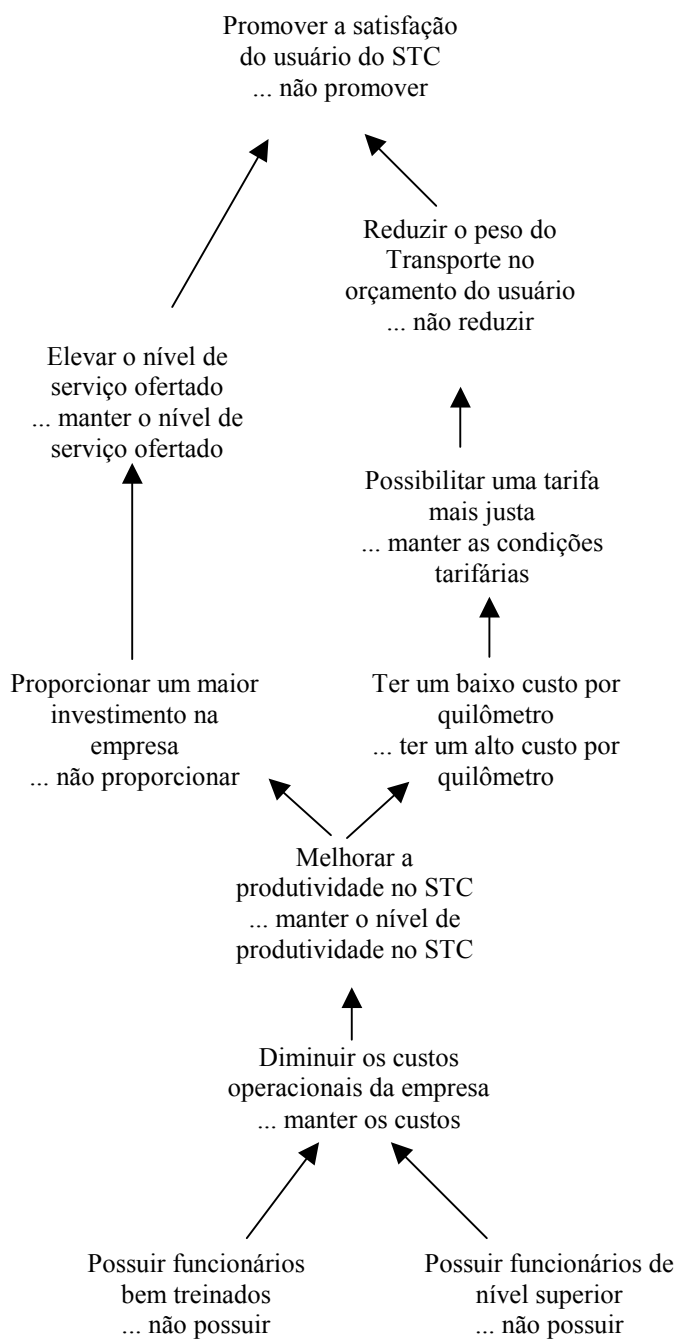 Promover a satisfação
do usuário do STC
... não promover
Reduzir o peso do
Transporte no
orçamento do usuário
... não reduzir
Elevar o nível de
serviço ofertado
... manter o nível de
serviço ofertado
Possibilitar uma tarifa
mais justa
... manter as condições
tarifárias
Proporcionar um maior
investimento na
empresa
... não proporcionar
Ter um baixo custo por
quilômetro
... ter um alto custo por
quilômetro
Melhorar a
produtividade no STC
... manter o nível de
produtividade no STC
Diminuir os custos
operacionais da empresa
... manter os custos
Possuir funcionários
bem treinados
... não possuir
Possuir funcionários de
nível superior
... não possuir